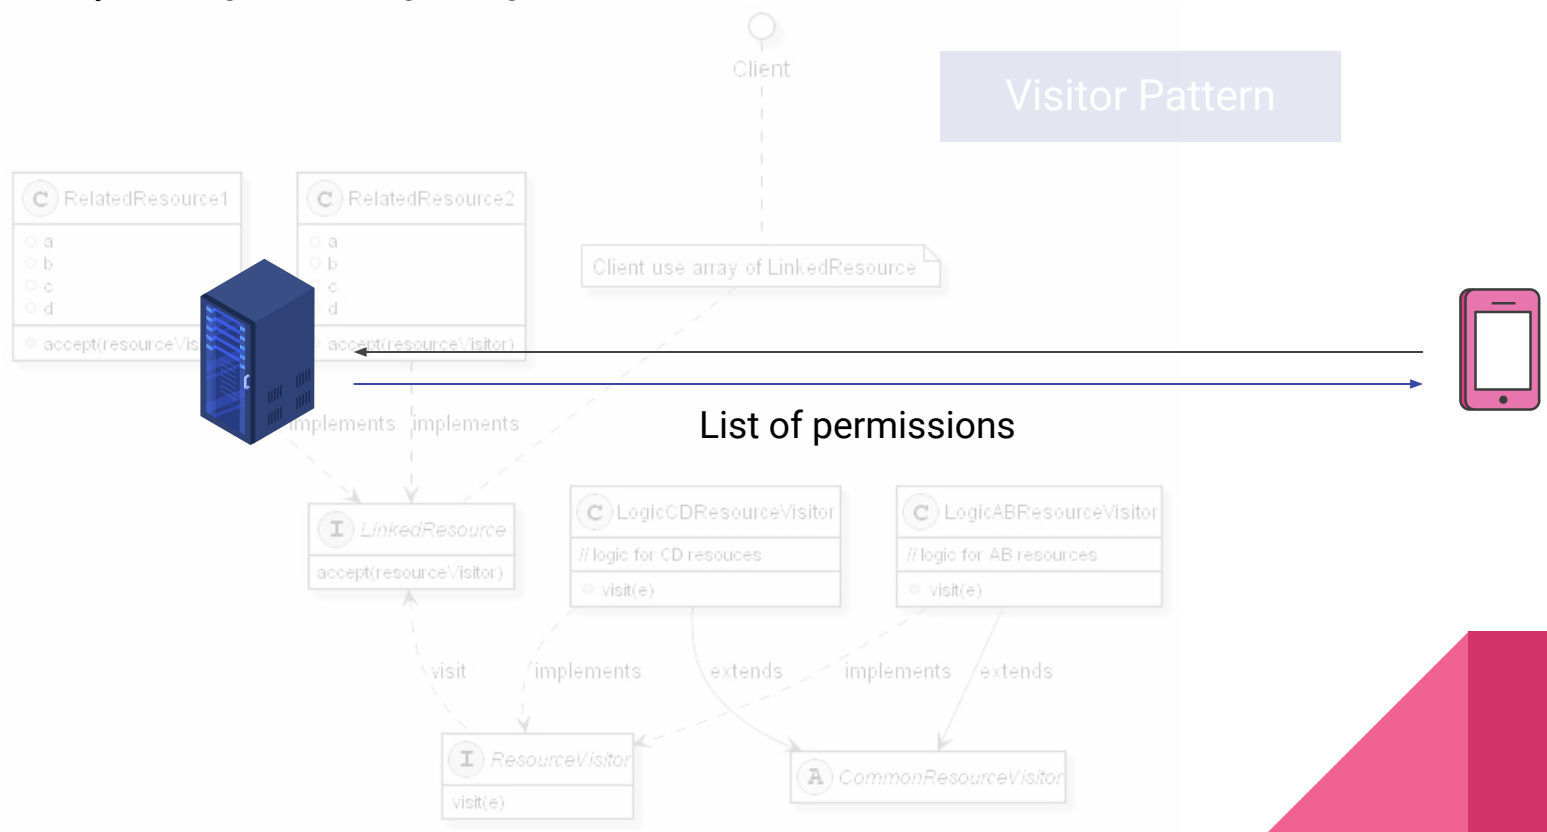 Client
Visitor Pattern
C RelatedResource1
a
b
c
d
C RelatedResource2
a
b
c
d
accept(resourceVisitor)
Client use array of LinkedResource
implements
List of permissions
I LinkedResource
accept(resourceVisitor)
C LogicCDResourceVisitor
// logic for CD resouces
visit(e)
C LogicABResourceVisitor
// logic for AB resources
visit(e)
visit
implements
extends
implements
extends
I ResourceVisitor
visit(e)
A CommonResourceVisitor